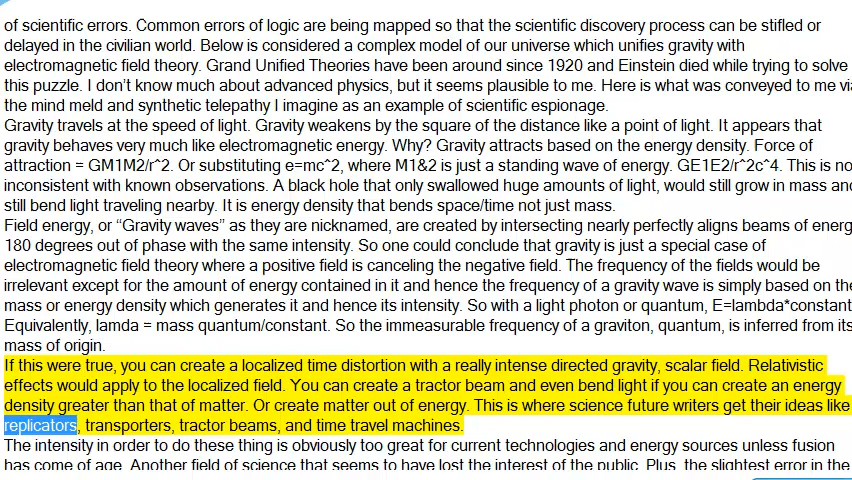 of scientific errors. Common errors of logic are being mapped so that the scientific discovery process can be stifled or
delayed in the civilian world. Below is considered a complex model of our universe which unifies gravity with
electromagnetic field theory. Grand Unified Theories have been around since 1920 and Einstein died while trying to solve
this puzzle. I don’t know much about advanced physics, but it seems plausible to me. Here is what was conveyed to me
the mind meld and synthetic telepathy I imagine as an example of scientific espionage.
Gravity travels at the speed of light. Gravity weakens by the square of the distance like a point of light. It appears that
gravity behaves very much like electromagnetic energy. Why? Gravity attracts based on the energy density. Force of
attraction = GM1M2/r^2. Or substituting e=mc^2, where M1&2 is just a standing wave of energy. GE1E2/r^2c^4. This is no
inconsistent with known observations. A black hole that only swallowed huge amounts of light, would still grow in mass an
still bend light traveling nearby. It is energy density that bends space/time not just mass.
Field energy, or “Gravity waves” as they are nicknamed, are created by intersecting nearly perfectly aligns beams of energ
180 degrees out of phase with the same intensity. So one could conclude that gravity is just a special case of
electromagnetic field theory where a positive field is canceling the negative field. The frequency of the fields would be
irrelevant except for the amount of energy contained in it and hence the frequency of a gravity wave is simply based on the
mass or energy density which generates it and hence its intensity. So with a light photon or quantum, E=lambda*constant
Equivalently, lamda = mass quantum/constant. So the immeasurable frequency of a graviton, quantum, is inferred from its
mass of origin.
If this were true, you can create a localized time distortion with a really intense directed gravity, scalar field. Relativistic
effects would apply to the localized field. You can create a tractor beam and even bend light if you can create an energy
density greater than that of matter. Or create matter out of energy. This is where science future writers get their ideas like
replicators, transporters, tractor beams, and time travel machines.
The intensity in order to do these thing is obviously too great for current technologies and energy sources unless fusion
has come of age. Another field of science that seems to have lost the interest of the public. Plus, the slightest error in the